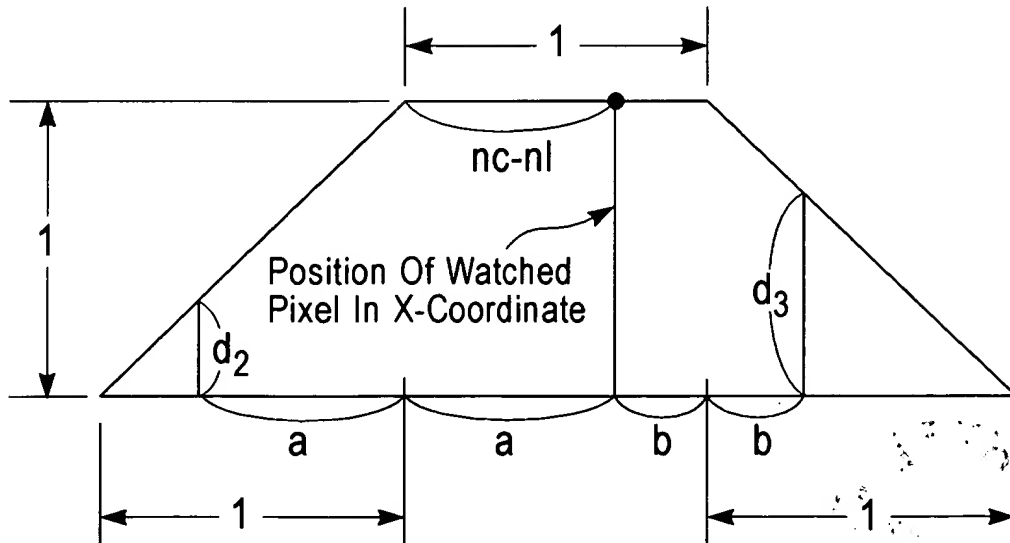 1
nc-nl
1
Position Of Watched
Pixel In X-Coordinate
d2
d3
a
a
b
b
1
1